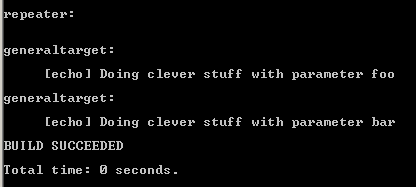 repeater:
generaltarget:
[echo] Doing clever stuff with parameter foo
generaltarget:
[echo] Doing clever stuff with parameter bar
BUILD SUCCEEDED
Total time: 0 seconds.